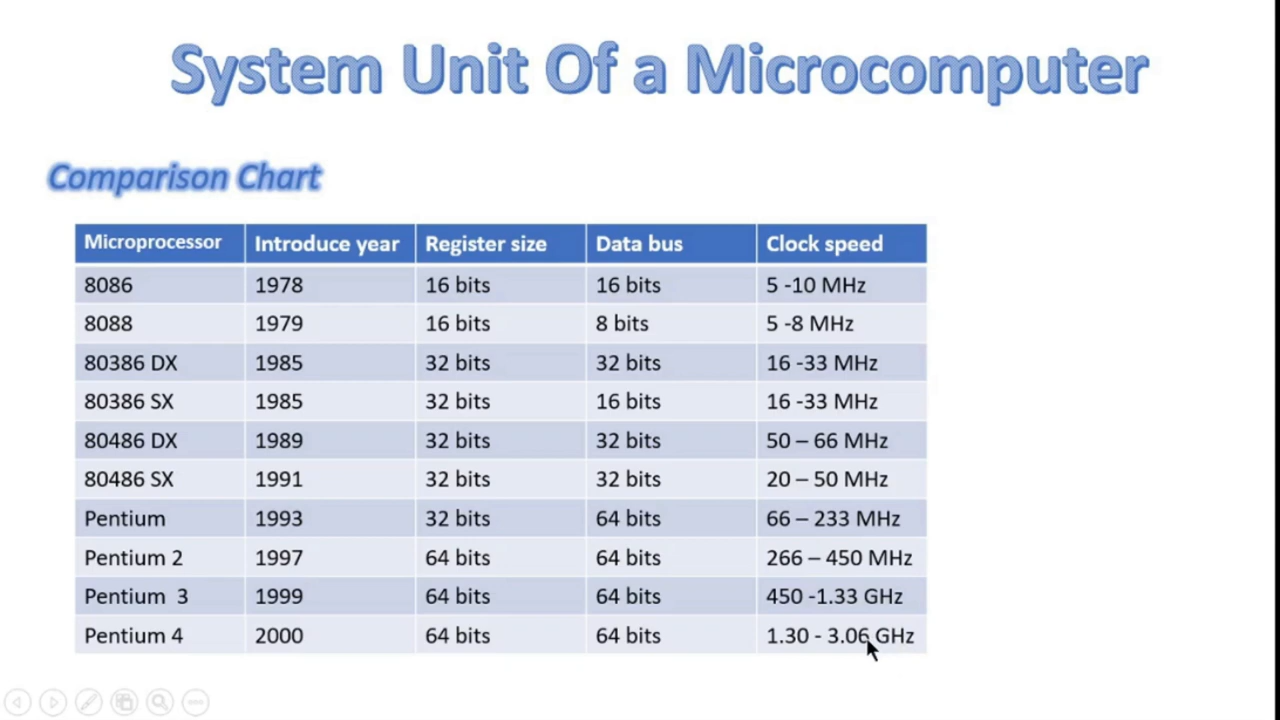 System Unit Of a Microcomputer
Comparison Chart
Microprocessor Introduce year Register size Data bus Clock speed
8086 1978 16 bits 16 bits 5 -10 MHz
8088 1979 16 bits 8 bits 5 -8 MHz
80386 DX 1985 32 bits 32 bits 16 -33 MHz
80386 SX 1985 32 bits 16 bits 16 -33 MHz
80486 DX 1989 32 bits 32 bits 50 – 66 MHz
80486 SX 1991 32 bits 32 bits 20 – 50 MHz
Pentium 1993 32 bits 64 bits 66 – 233 MHz
Pentium 2 1997 64 bits 64 bits 266 – 450 MHz
Pentium 3 1999 64 bits 64 bits 450 -1.33 GHz
Pentium 4 2000 64 bits 64 bits 1.30 - 3.06 GHz